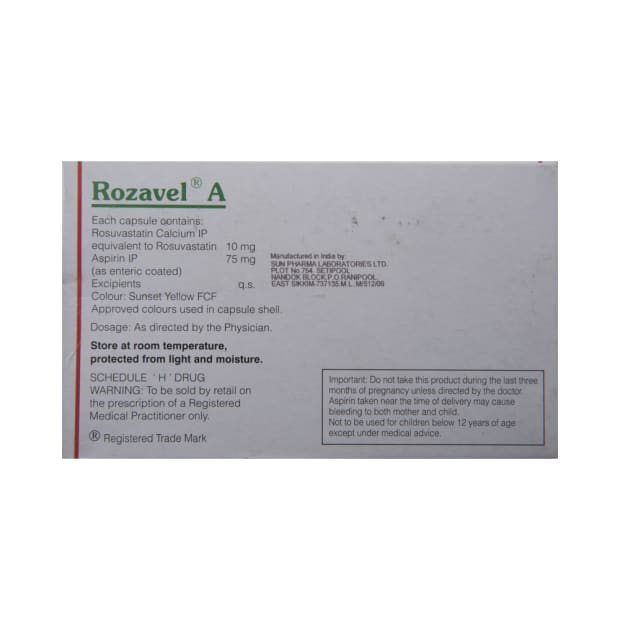 Rozavel® A
Each capsule contains:
Rosuvastatin Calcium IP
equivalent to Rosuvastatin 10 mg
Aspirin IP 75 mg
(as enteric coated)
Excipients q.s.
Colour: Sunset Yellow FCF
Approved colours used in capsule shell.
Dosage: As directed by the Physician.
Store at room temperature,
protected from light and moisture.
SCHEDULE ' H ' DRUG
WARNING: To be sold by retail on
the prescription of a Registered
Medical Practitioner only.
® Registered Trade Mark
Manufactured in India by
SUN PHARMA LABORATORIES LTD.
PLOT No.754, SETIPOOL
NANDOK BLOCK,P.O.RANIPOOL
EAST SIKKIM-737135.M.L. M/512/09
Important: Do not take this product during the last three
months of pregnancy unless directed by the doctor.
Aspirin taken near the time of delivery may cause
bleeding to both mother and child.
Not to be used for children below 12 years of age
except under medical advice.